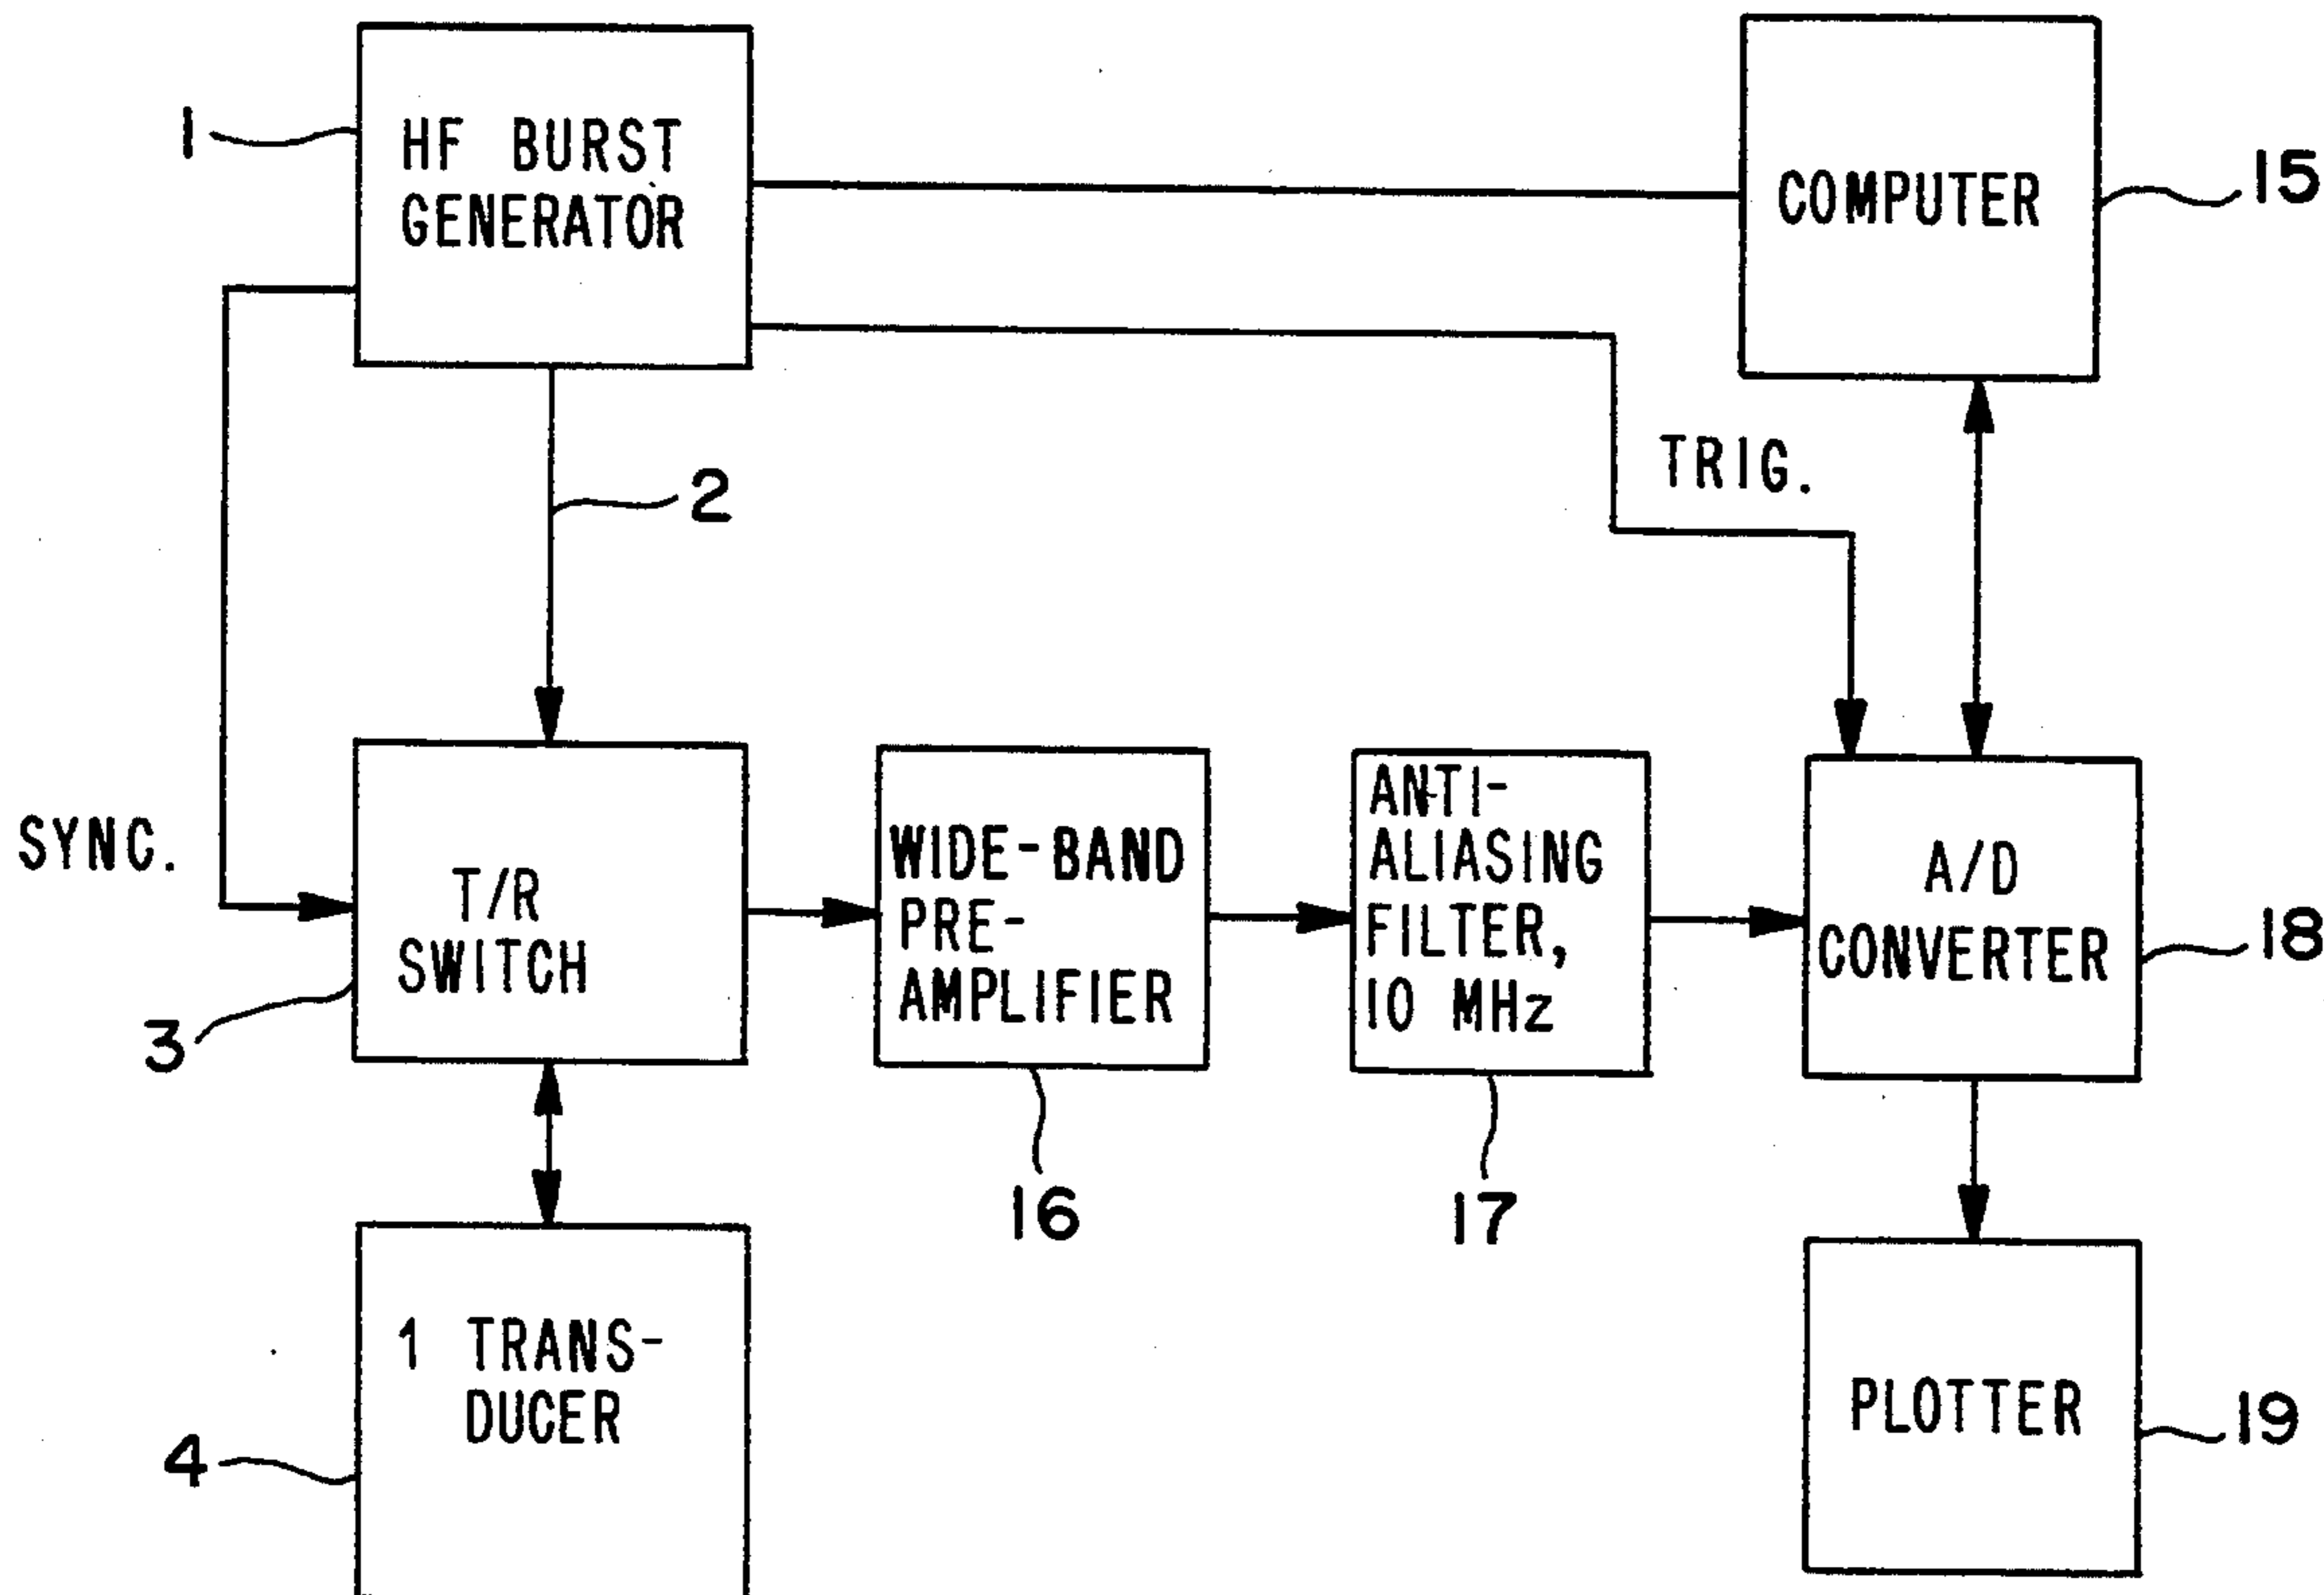 1
HF BURST
GENERATOR
COMPUTER
15
2
TRIG.
SYNC.
T/R
SWITCH
3
WIDE-BAND
PRE-
AMPLIFIER
16
ANTI-
ALIASING
FILTER,
10 MHz
17
A/D
CONVERTER
18
1 TRANS-
DUCER
4
PLOTTER
19